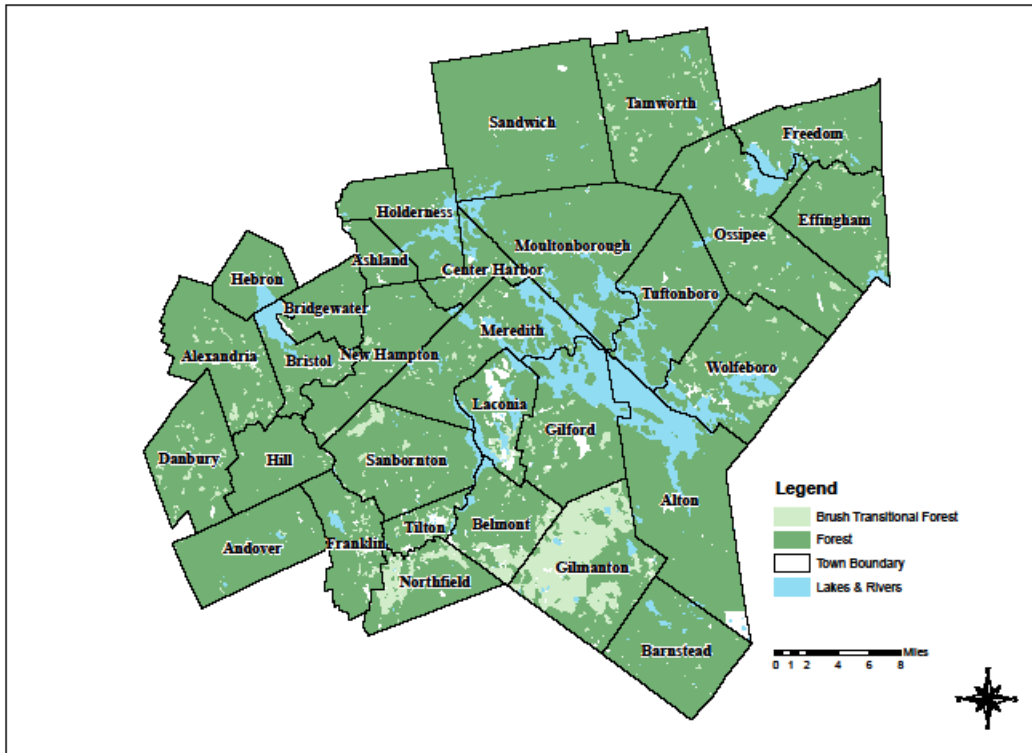 Tamworth
Sandwich
Freedom
Holderness
Effingham
Ossipee
Moultonborough
Ashland
Center Harbor
Hebron
Tuftonboro
Bridgewater
Meredith
Alexandria
Bristol
New Hampton
Wolfeboro
Laconia
Gilford
Danbury
Hill
Sanbornton
Alton
Tilton
Belmont
Andover
Franklin
Gilmanton
Northfield
Barnstead
Legend
Brush Transitional Forest
Forest
Town Boundary
Lakes & Rivers
Miles
0 1 2 4 6 8